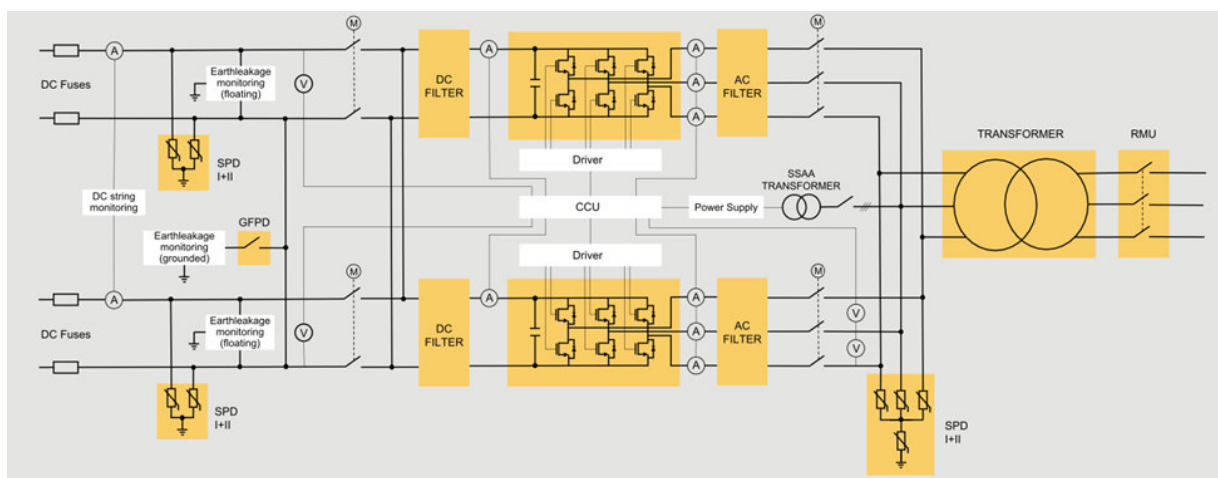 M
M
A
A
A
DC Fuses
Earthleakage
monitoring
(floating)
V
DC
FILTER
A
AC
FILTER
A
TRANSFORMER
RMU
SPD
I+II
Driver
SSAA
TRANSFORMER
DC string
monitoring
CCU
Power Supply
GFPD
Earthleakage
monitoring
(grounded)
Driver
M
M
A
A
A
DC Fuses
Earthleakage
monitoring
(floating)
V
DC
FILTER
A
AC
FILTER
A
V
V
SPD
I+II
SPD
I+II